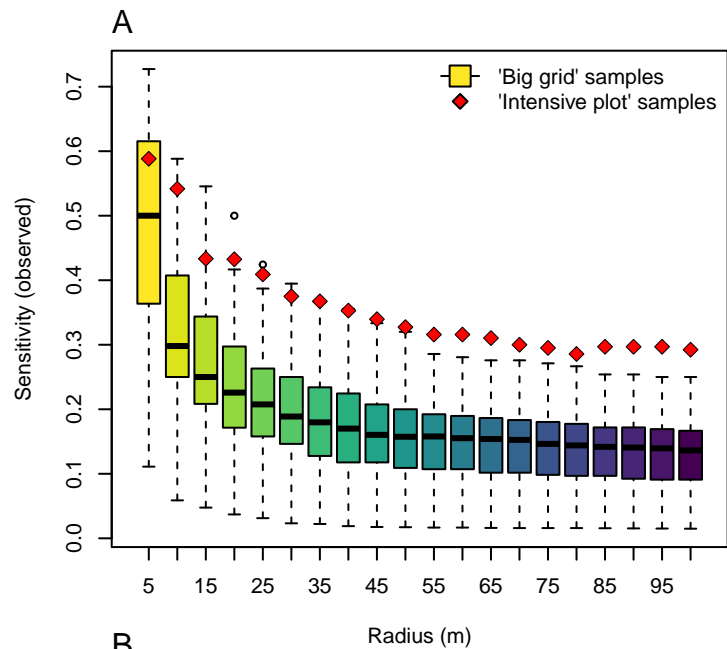 A
'Big grid' samples
'Intensive plot' samples
Sensitivity (observed)
0.7
0.6
0.5
0.4
0.3
0.2
0.1
0.0
5 15 25 35 45 55 65 75 85 95
Radius (m)
B